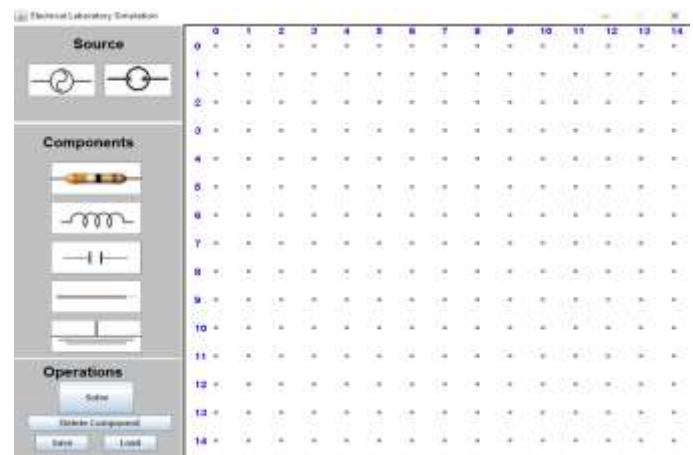 Electrical Laboratory Simulation
Source
Components
Operations
Solve
Delete Component
Save Load
0 1 2 3 4 5 6 7 8 9 10 11 12 13 14
0
1
2
3
4
5
6
7
8
9
10
11
12
13
14